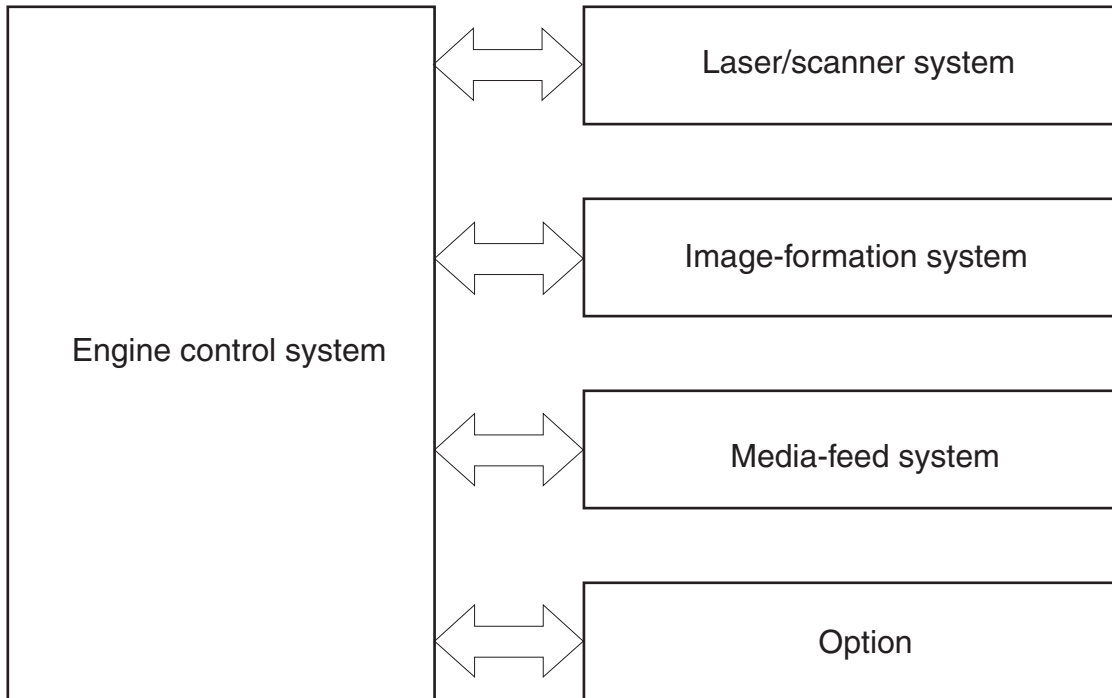 Laser/scanner system
Image-formation system
Engine control system
Media-feed system
Option